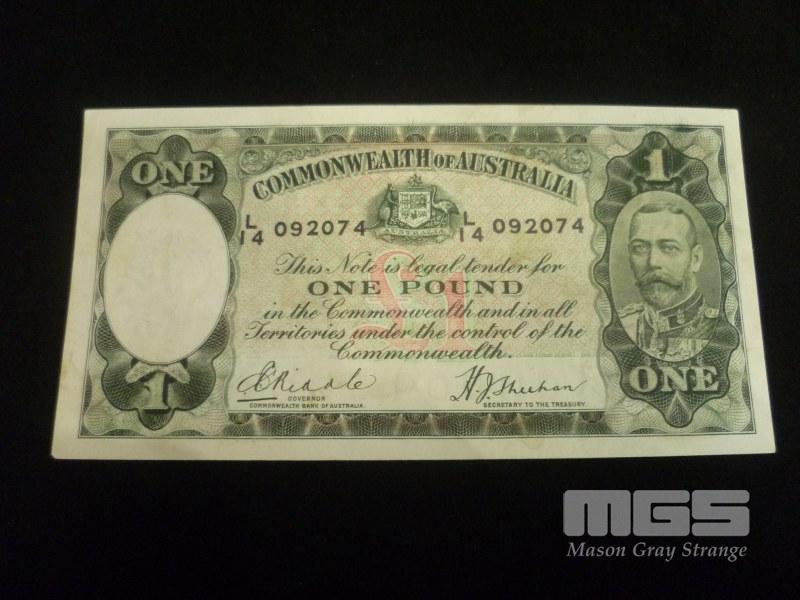 ONE
1
COMMONWEALTH OF AUSTRALIA
AUSTRALIA
L/14 092074
L/14 092074
£1
This Note is legal tender for
ONE POUND
in the Commonwealth and in all
Territories under the control of the
Commonwealth.
C Riddle
GOVERNOR
COMMONWEALTH BANK OF AUSTRALIA.
H.J. Sheehan
SECRETARY TO THE TREASURY.
1
ONE
MGS
Mason Gray Strange